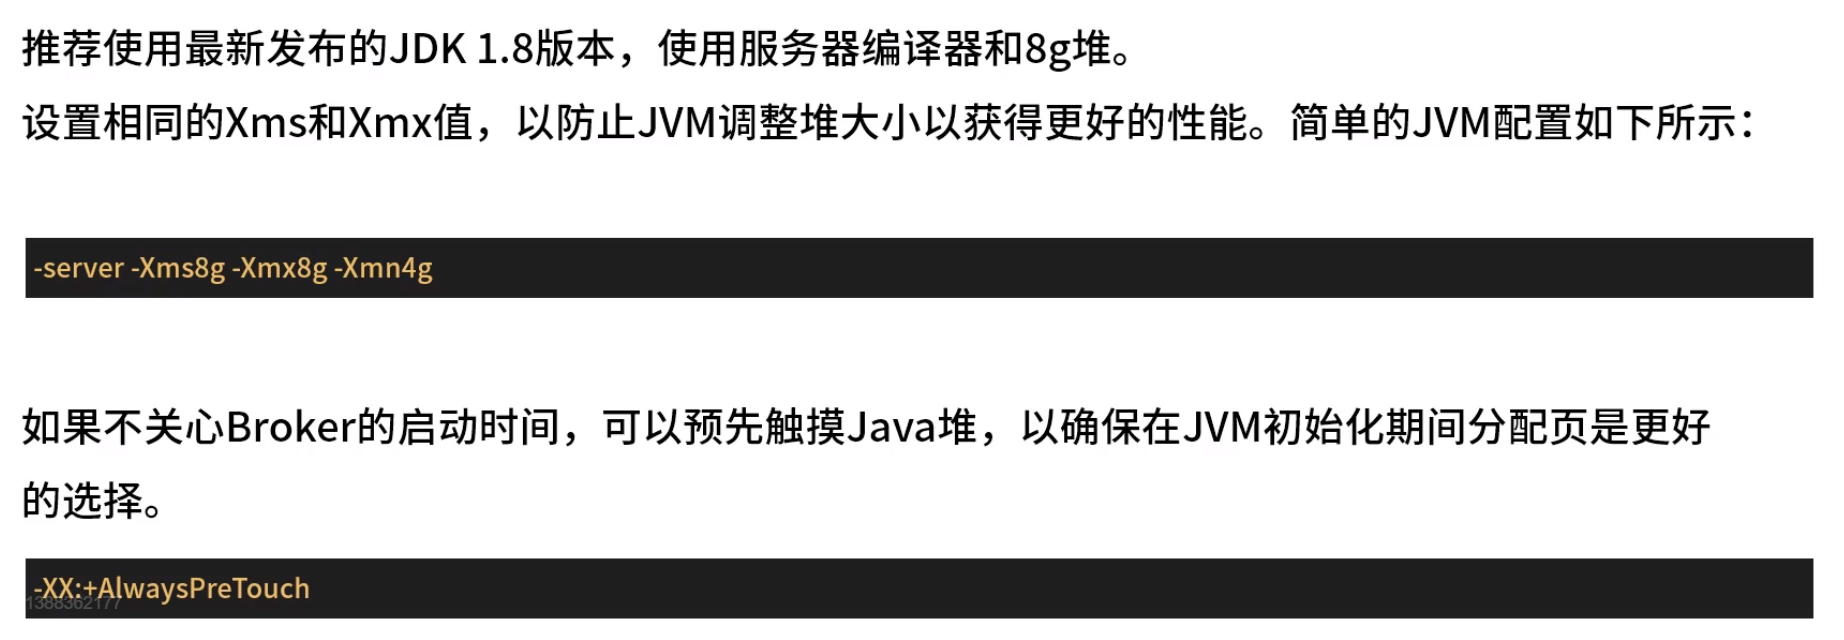 推荐使用最新发布的JDK 1.8版本，使用服务器编译器和8g堆。
设置相同的Xms和Xmx值，以防止JVM调整堆大小以获得更好的性能。简单的JVM配置如下所示：
-server -Xms8g -Xmx8g -Xmn4g
如果不关心Broker的启动时间，可以预先触摸Java堆，以确保在JVM初始化期间分配页是更好
的选择。
-XX:+AlwaysPreTouch
1388362177